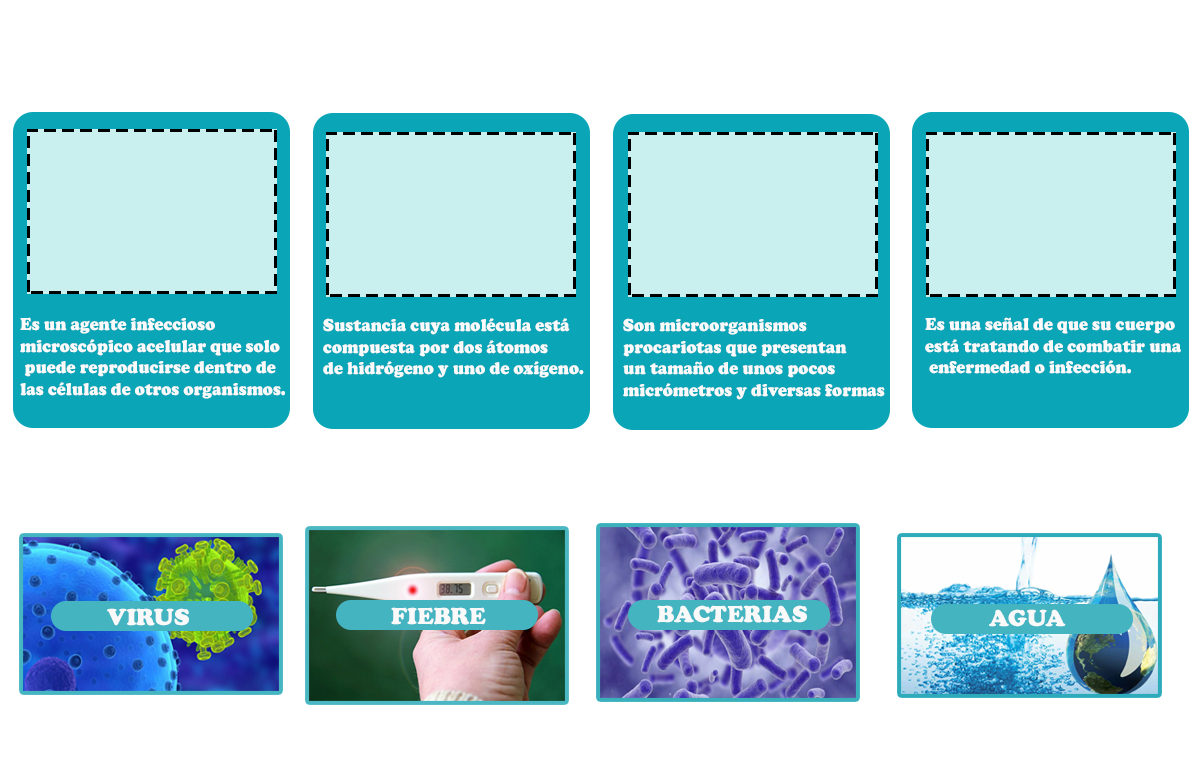 Es un agente infeccioso
microscópico acelular que solo
puede reproducirse dentro de
las células de otros organismos.
Sustancia cuya molécula está
compuesta por dos átomos
de hidrógeno y uno de oxígeno.
Son microorganismos
procariotas que presentan
un tamaño de unos pocos
micrómetros y diversas formas
Es una señal de que su cuerpo
está tratando de combatir una
enfermedad o infección.
VIRUS
FIEBRE
38.75
BACTERIAS
AGUA